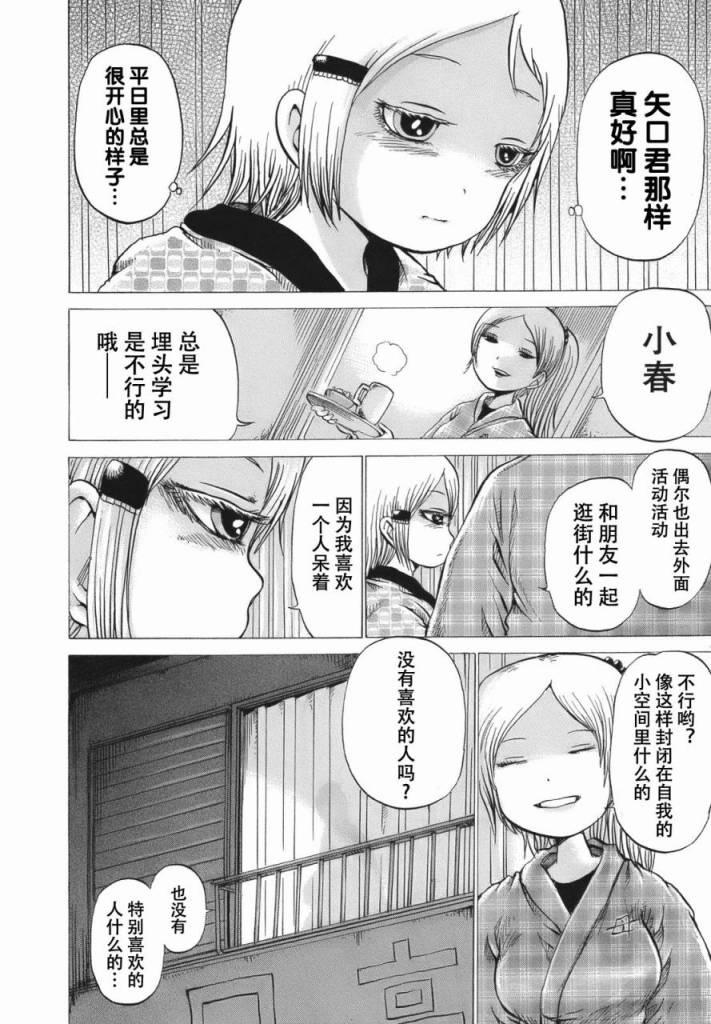 矢口君那样
真好啊…
平日里总是
很开心的样子…
小春
总是
埋头学习
是不行的
哦——
偶尔也出去外面
活动活动
和朋友一起
逛街什么的
因为我喜欢
一个人呆着
不行哟？
像这样封闭在自我的
小空间里什么的
没有喜欢的人吗？
也没有
特别喜欢的
人什么的…